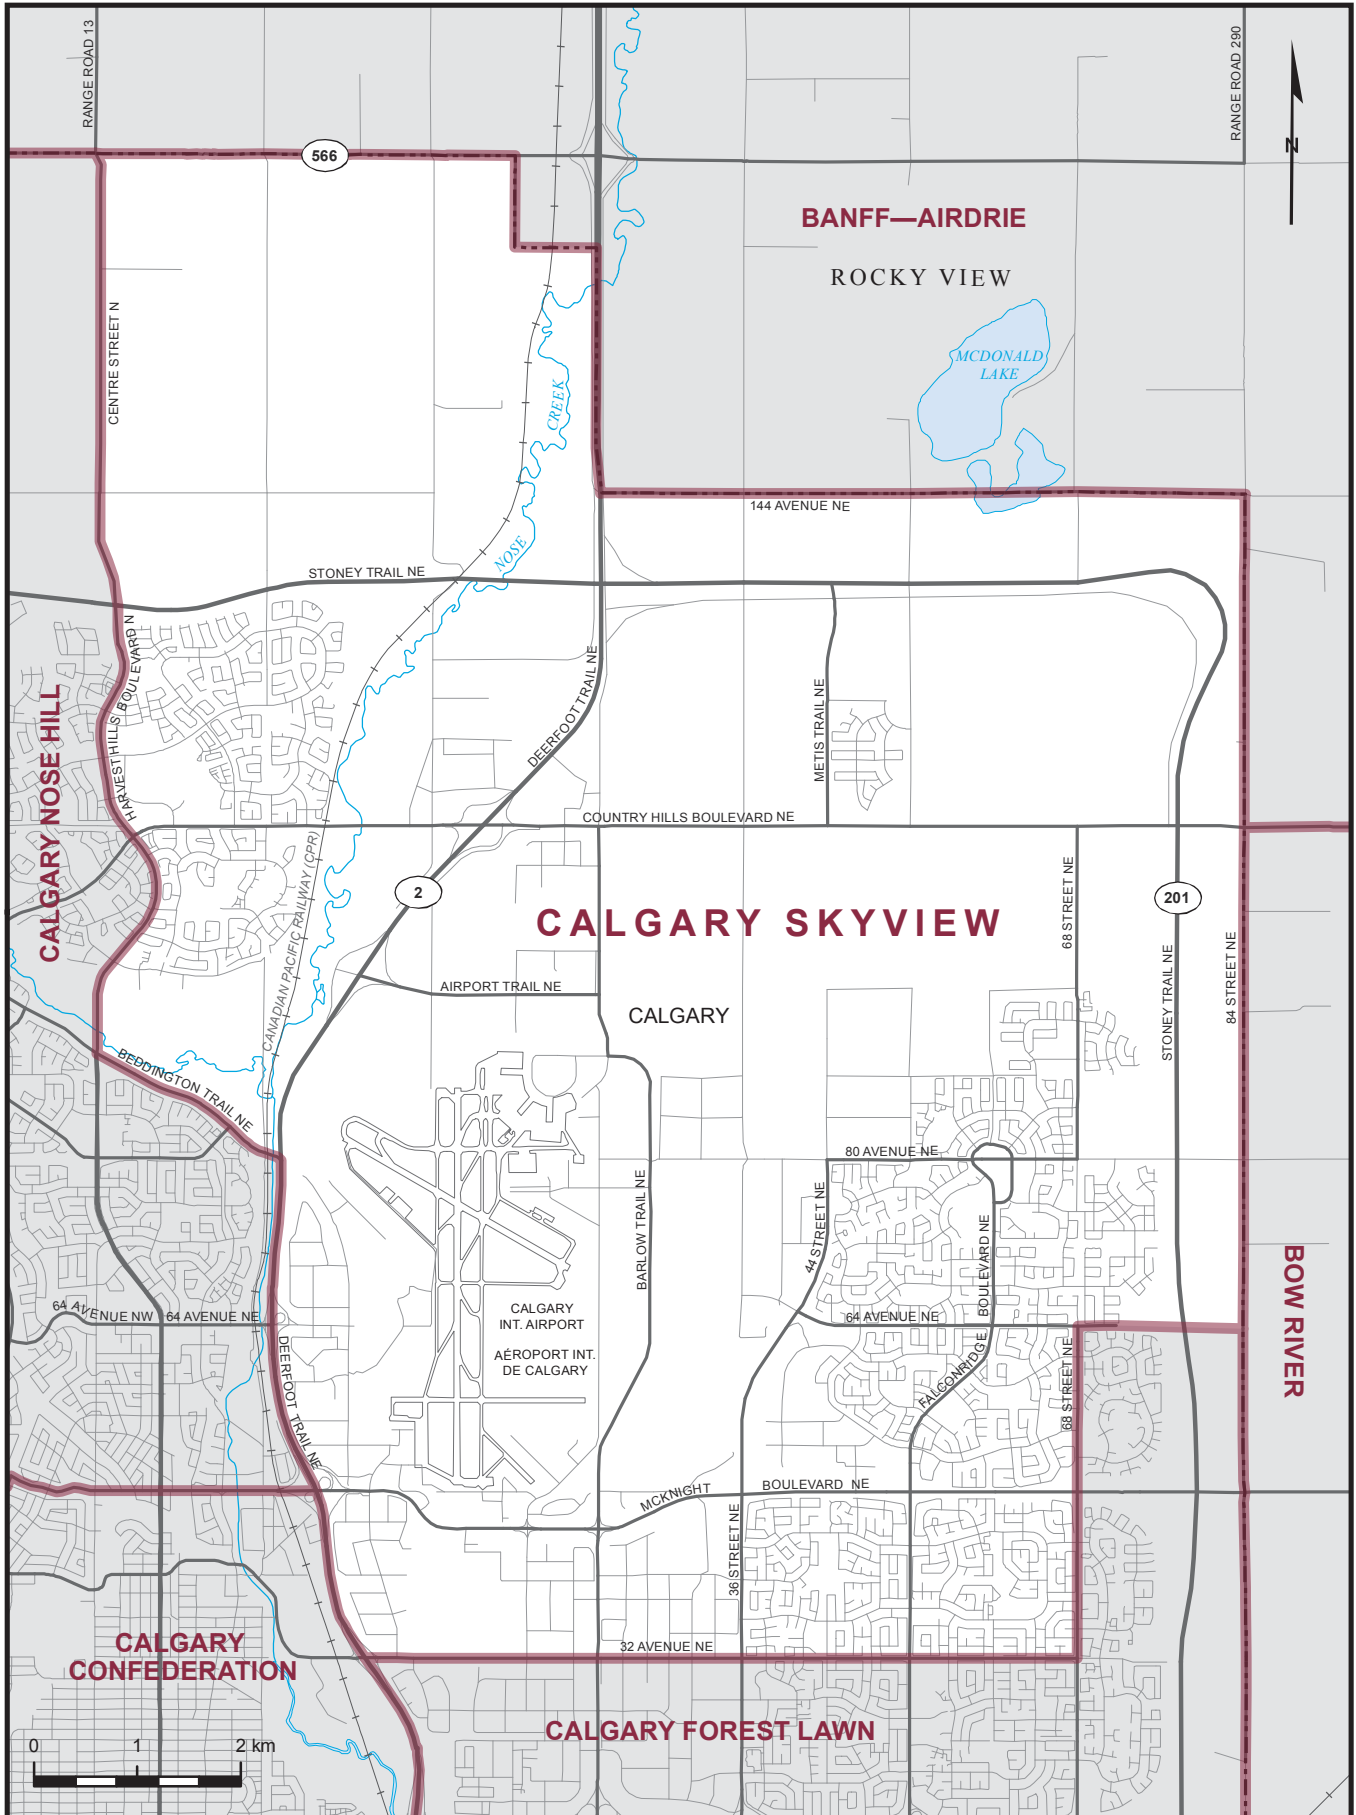 RANGE ROAD 13
RANGE ROAD 290
N
566
BANFF—AIRDRIE
ROCKY VIEW
CENTRE STREET N
MCDONALD
LAKE
CREEK
144 AVENUE NE
NOSE
STONEY TRAIL NE
HARVEST HILLS BOULEVARD N
DEERFOOT TRAIL NE
METIS TRAIL NE
CALGARY NOSE HILL
COUNTRY HILLS BOULEVARD NE
CANADIAN PACIFIC RAILWAY (CPR)
2
68 STREET NE
201
CALGARY SKYVIEW
STONEY TRAIL NE
84 STREET NE
AIRPORT TRAIL NE
CALGARY
BEDDINGTON TRAIL NE
80 AVENUE NE
BARLOW TRAIL NE
44 STREET NE
BOULEVARD NE
FALCONRIDGE
BOW RIVER
64 AVENUE NW
64 AVENUE NE
CALGARY
INT. AIRPORT
AÉROPORT INT.
DE CALGARY
64 AVENUE NE
DEERFOOT TRAIL NE
68 STREET NE
MCKNIGHT
BOULEVARD NE
36 STREET NE
32 AVENUE NE
CALGARY
CONFEDERATION
CALGARY FOREST LAWN
0 1 2 km